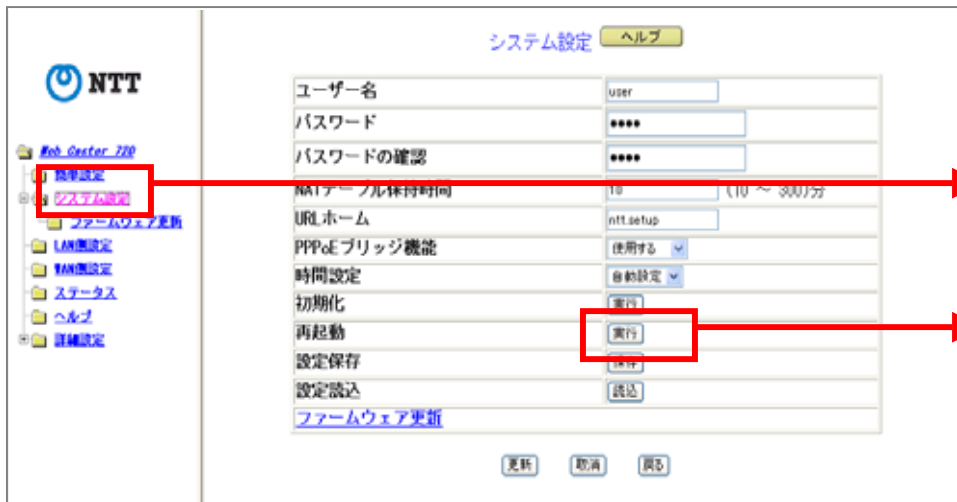 システム設定 ヘルプ
NTT
Web Caster 720
簡単設定
システム設定
ファームウェア更新
LAN側設定
WAN側設定
ステータス
ヘルプ
詳細設定
ユーザー名 user
パスワード ••••
パスワードの確認 ••••
NATテーブル保持時間 10 (10 ～ 300)分
URLホーム ntt.setup
PPPoEブリッジ機能 使用する
時間設定 自動設定
初期化 実行
再起動 実行
設定保存 保存
設定読込 読込
ファームウェア更新
更新 取消 戻る